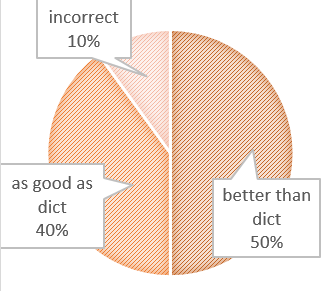 incorrect
10%
as good as
dict
40%
better than
dict
50%